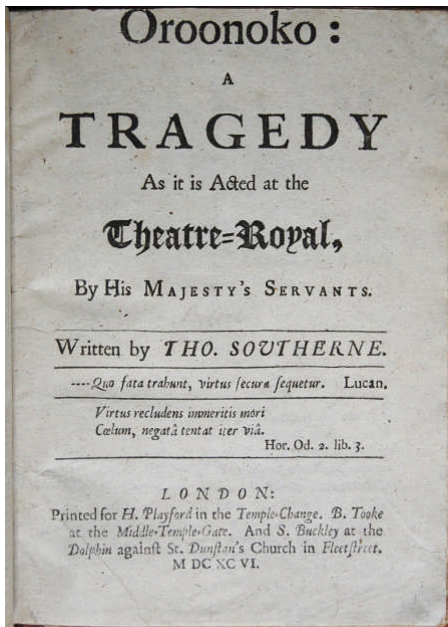 Oroonoko:
A
TRAGEDY
As it is Acted at the
Theatre-Royal,
By His MAJESTY's SERVANTS.
Written by THO. SOVTHERNE.
----Quo fata trahunt, virtus secura sequetur. Lucan.
Virtus recludens immeritis mori
Cœlum, negatâ tentat iter viâ.
Hor. Od. 2. lib. 3.
LONDON:
Printed for H. Playford in the Temple-Change. B. Tooke
at the Middle-Temple-Gate. And S. Buckley at the
Dolphin against St. Dunstan's Church in Fleetstreet.
M DC XC VI.